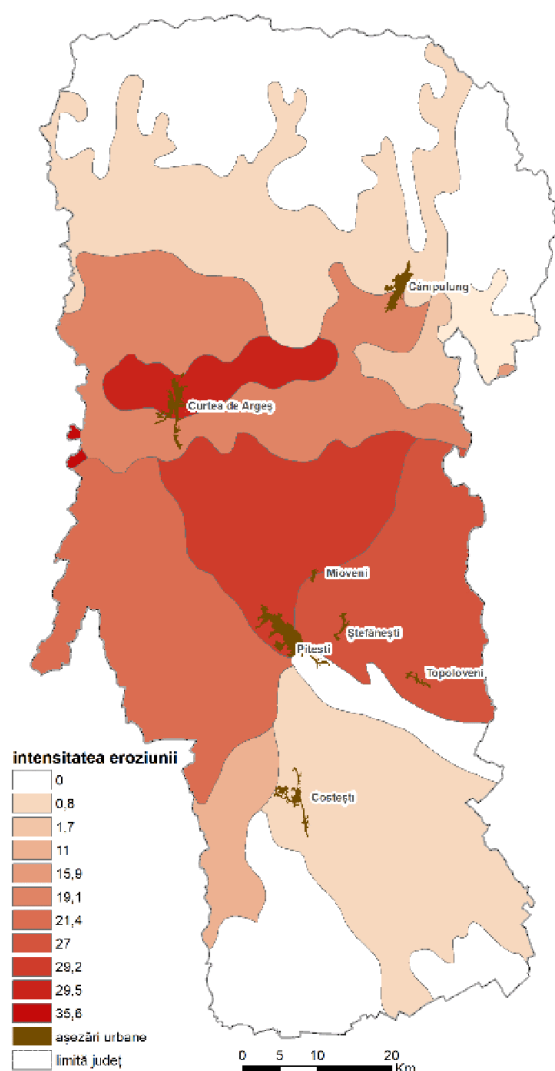 Câmpulung
Curtea de Argeș
Mioveni
Ștefănești
Pitești
Topoloveni
Costești
intensitatea eroziunii
0
0,8
1.7
11
15,9
19,1
21,4
27
29,2
29.5
35,6
așezări urbane
limită județ
0 5 10 20
Km